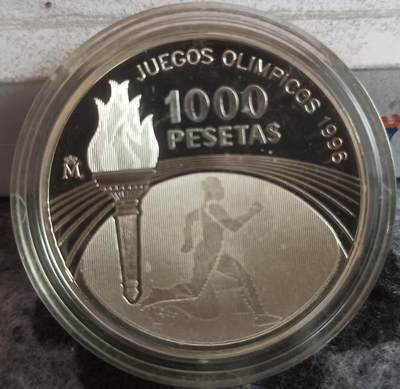 JUEGOS OLIMPICOS 1996
1000
PESETAS
M